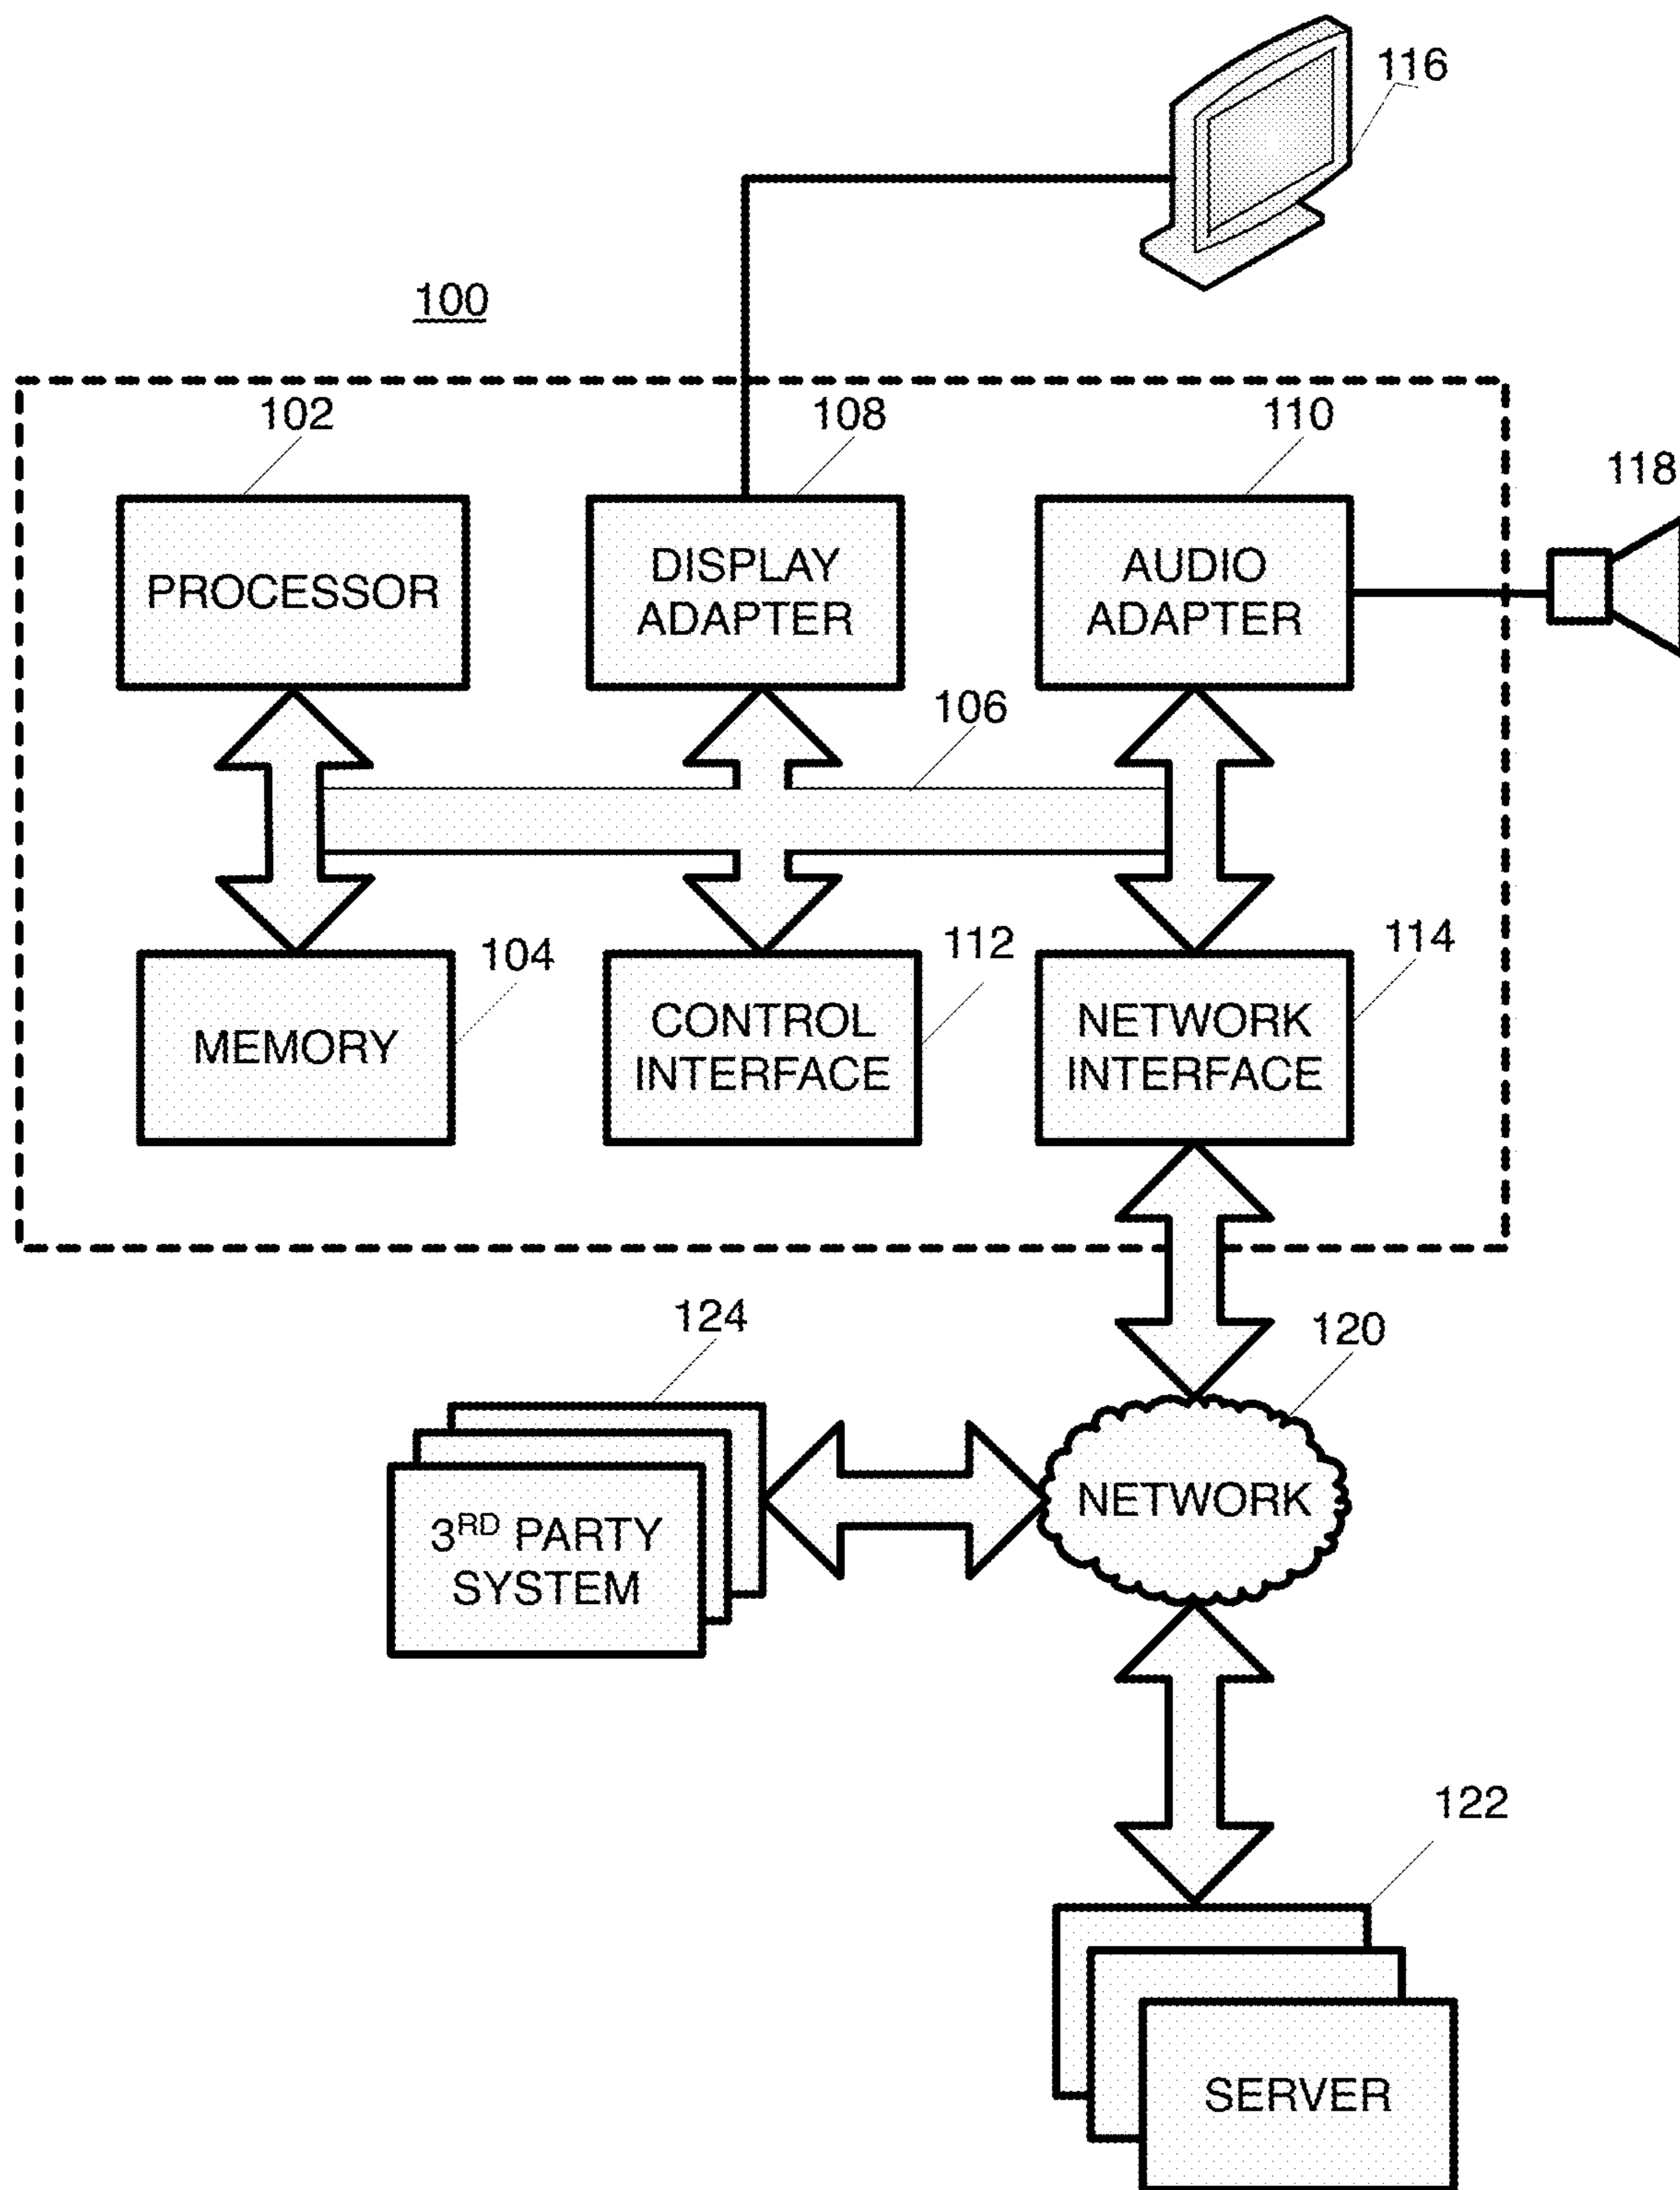 116
100
102
108
110
118
PROCESSOR
DISPLAY
ADAPTER
AUDIO
ADAPTER
106
104
112
114
MEMORY
CONTROL
INTERFACE
NETWORK
INTERFACE
124
120
3RD PARTY
SYSTEM
NETWORK
122
SERVER